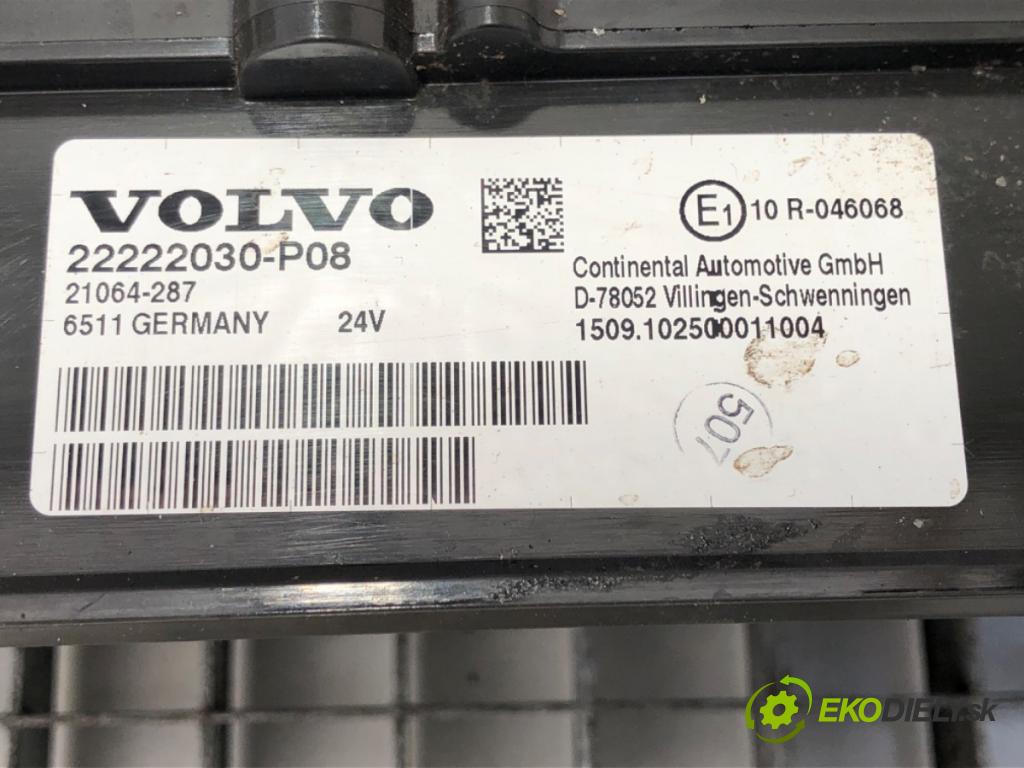 VOLVO
22222030-P08
21064-287
6511 GERMANY 24V
E1 10 R-046068
Continental Automotive GmbH
D-78052 Villingen-Schwenningen
1509.102500011004
507
EKODIELY.sk